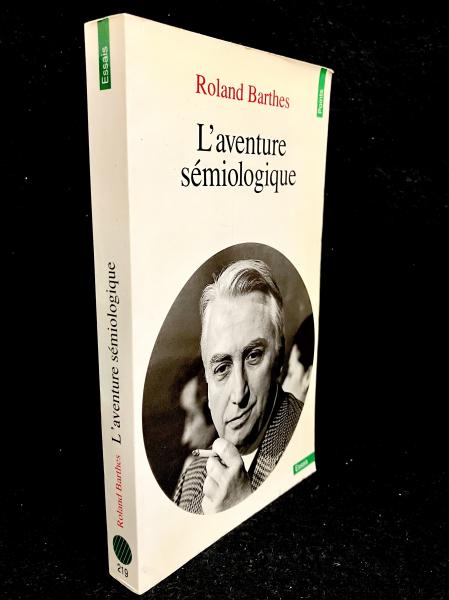 Essais
Roland Barthes L'aventure sémiologique
219
Points
Roland Barthes
L'aventure
sémiologique
Essais